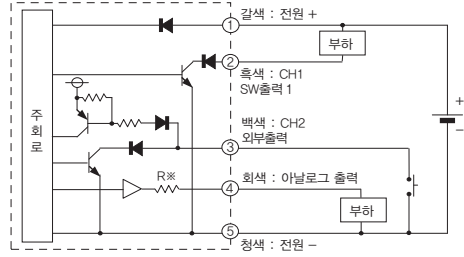 ① 갈색 : 전원 +
부하
②
흑색 : CH1
SW출력 1
주회로
백색 : CH2
외부출력
③
R※
④ 회색 : 아날로그 출력
부하
⑤
청색 : 전원 −
+
−